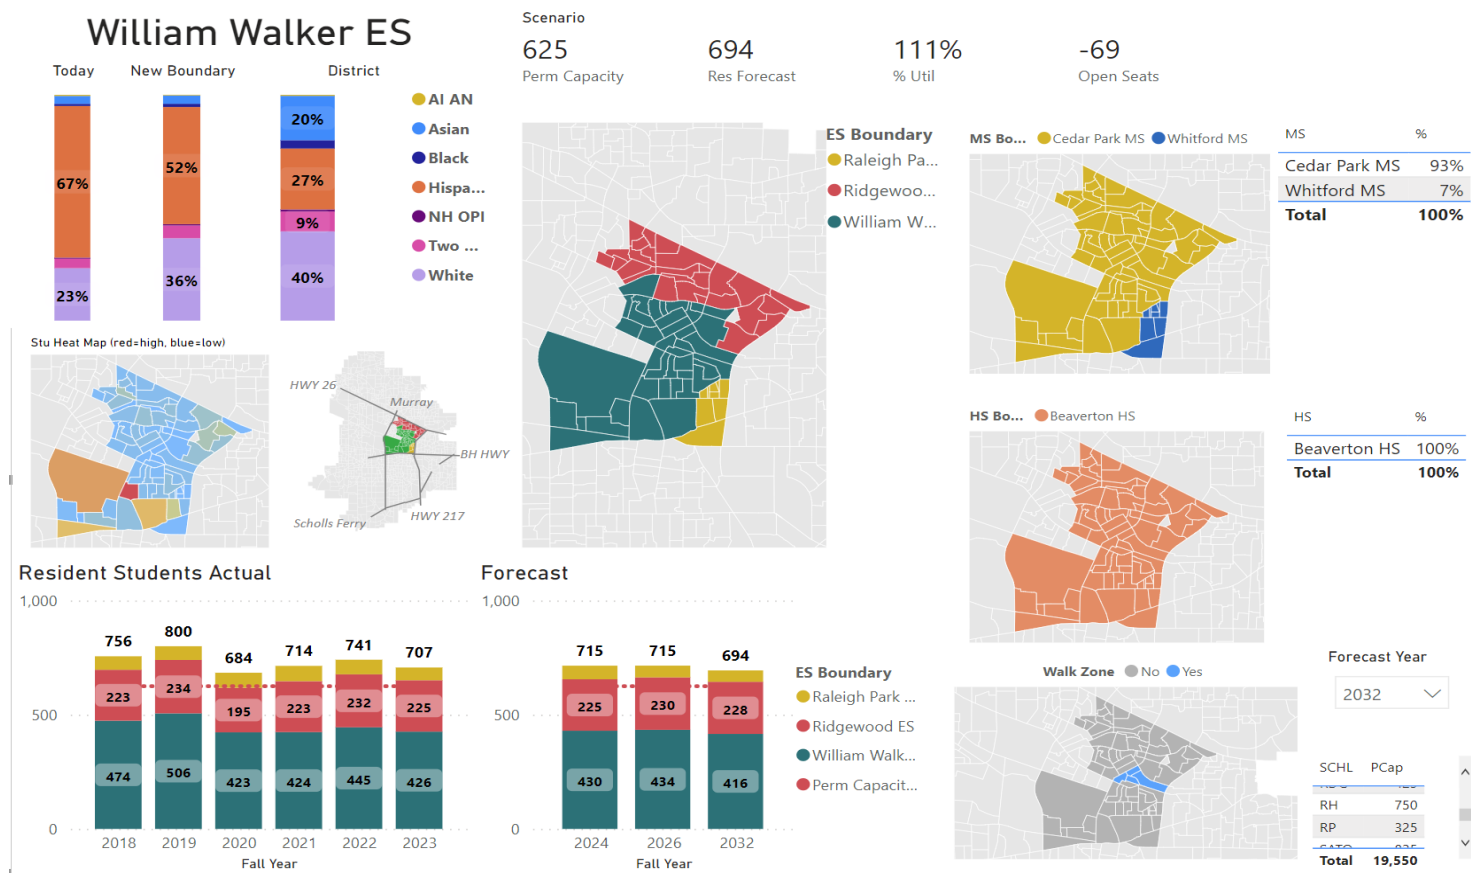 William Walker ES
Today
New Boundary
District
67%
23%
52%
36%
20%
27%
9%
40%
AI AN
Asian
Black
Hispa...
NH OPI
Two ...
White
Scenario
625
Perm Capacity
694
Res Forecast
111%
% Util
-69
Open Seats
ES Boundary
Raleigh Pa...
Ridgewoo...
William W...
MS Bo...
Cedar Park MS
Whitford MS
MS %
Cedar Park MS 93%
Whitford MS 7%
Total 100%
Stu Heat Map (red=high, blue=low)
HWY 26
Murray
BH HWY
HWY 217
Scholls Ferry
HS Bo...
Beaverton HS
HS %
Beaverton HS 100%
Total 100%
Resident Students Actual
1,000
500
0
756
800
684
714
741
707
223
234
195
223
232
225
474
506
423
424
445
426
2018 2019 2020 2021 2022 2023
Fall Year
Forecast
1,000
500
0
715
715
694
225
230
228
430
434
416
2024 2026 2032
Fall Year
ES Boundary
Raleigh Park ...
Ridgewood ES
William Walk...
Perm Capacit...
Walk Zone
No
Yes
Forecast Year
2032
SCHL PCap
RH 750
RP 325
Total 19,550